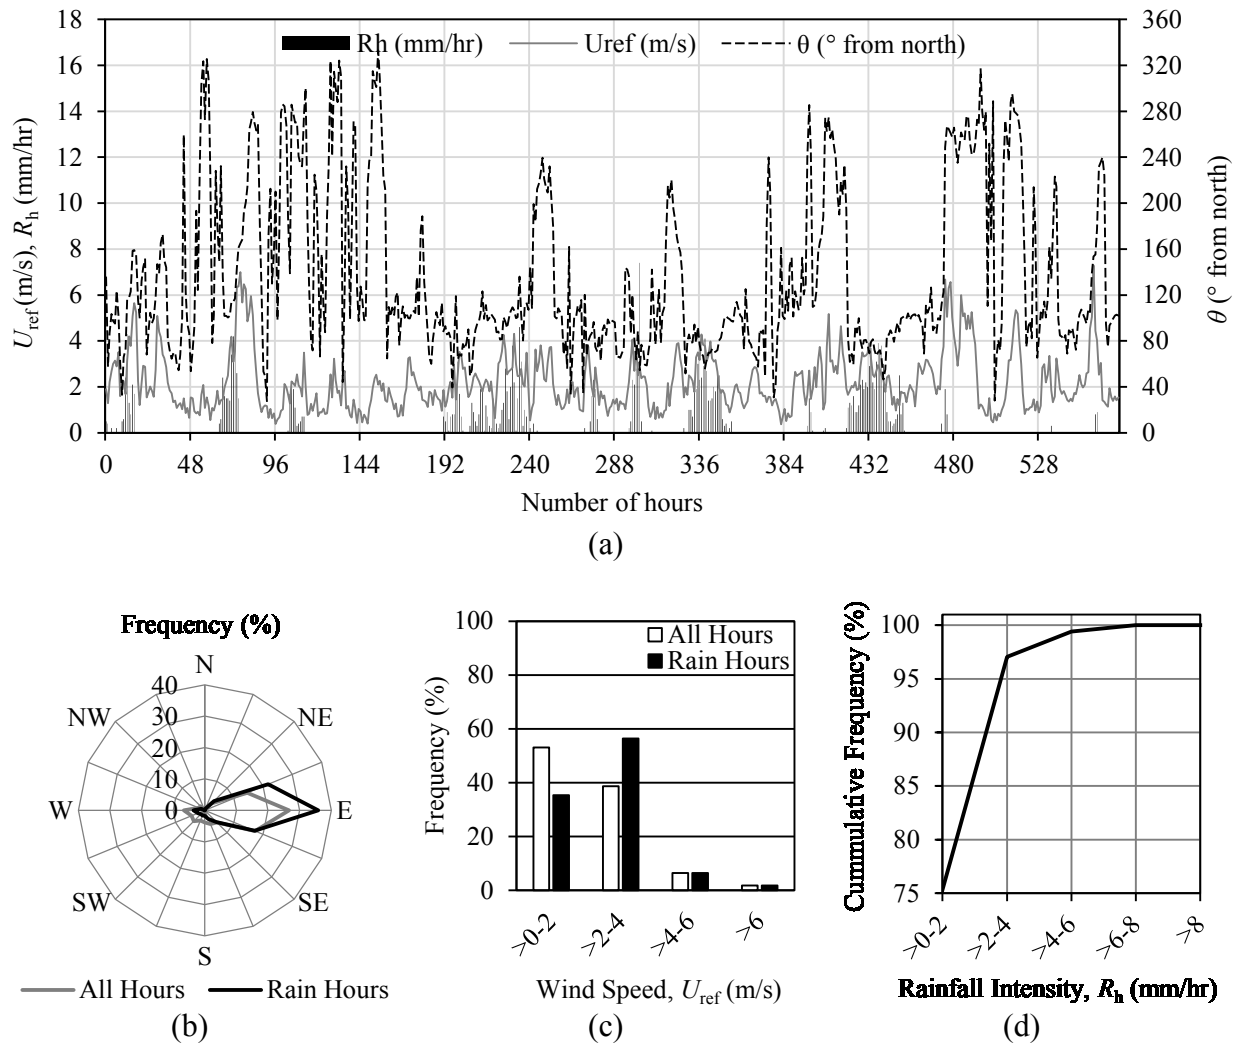 Rh (mm/hr) Uref (m/s) θ (° from north)
18 16 14 12 10 8 6 4 2 0
U_ref (m/s), R_h (mm/hr)
360 320 280 240 200 160 120 80 40 0
θ (° from north)
0 48 96 144 192 240 288 336 384 432 480 528
Number of hours
(a)
Frequency (%)
N
NE
E
SE
S
SW
W
NW
40
30
20
10
0
All Hours Rain Hours
(b)
100
80
60
40
20
0
Frequency (%)
All Hours
Rain Hours
>0-2 >2-4 >4-6 >6
Wind Speed, U_ref (m/s)
(c)
100
95
90
85
80
75
Cummulative Frequency (%)
>0-2 >2-4 >4-6 >6-8 >8
Rainfall Intensity, R_h (mm/hr)
(d)